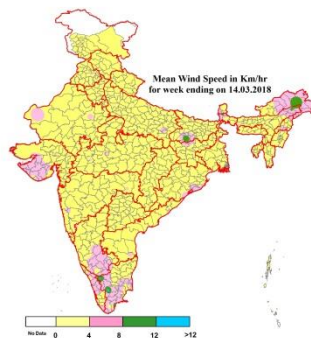 Mean Wind Speed in Km/hr
for week ending on 14.03.2018
No Data 0 4 8 12 >12